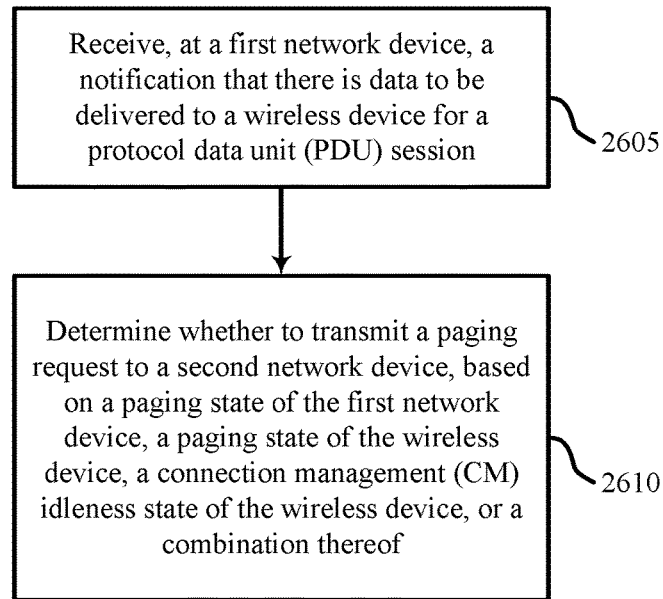 Receive, at a first network device, a
notification that there is data to be
delivered to a wireless device for a
protocol data unit (PDU) session
2605
Determine whether to transmit a paging
request to a second network device, based
on a paging state of the first network
device, a paging state of the wireless
device, a connection management (CM)
idleness state of the wireless device, or a
combination thereof
2610